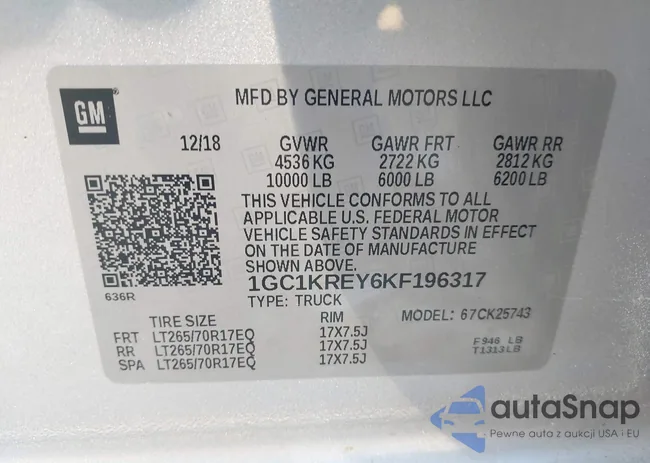 GM
MFD BY GENERAL MOTORS LLC
12/18 GVWR GAWR FRT GAWR RR
4536 KG 2722 KG 2812 KG
10000 LB 6000 LB 6200 LB
THIS VEHICLE CONFORMS TO ALL
APPLICABLE U.S. FEDERAL MOTOR
VEHICLE SAFETY STANDARDS IN EFFECT
ON THE DATE OF MANUFACTURE
SHOWN ABOVE. 1GC1KREY6KF196317
636R TYPE: TRUCK
TIRE SIZE RIM MODEL: 67CK25743
FRT LT265/70R17EQ 17X7.5J
RR LT265/70R17EQ 17X7.5J
SPA LT265/70R17EQ 17X7.5J
F946 LB
T1313LB
autaSnap
Pewne auta z aukcji USA i EU